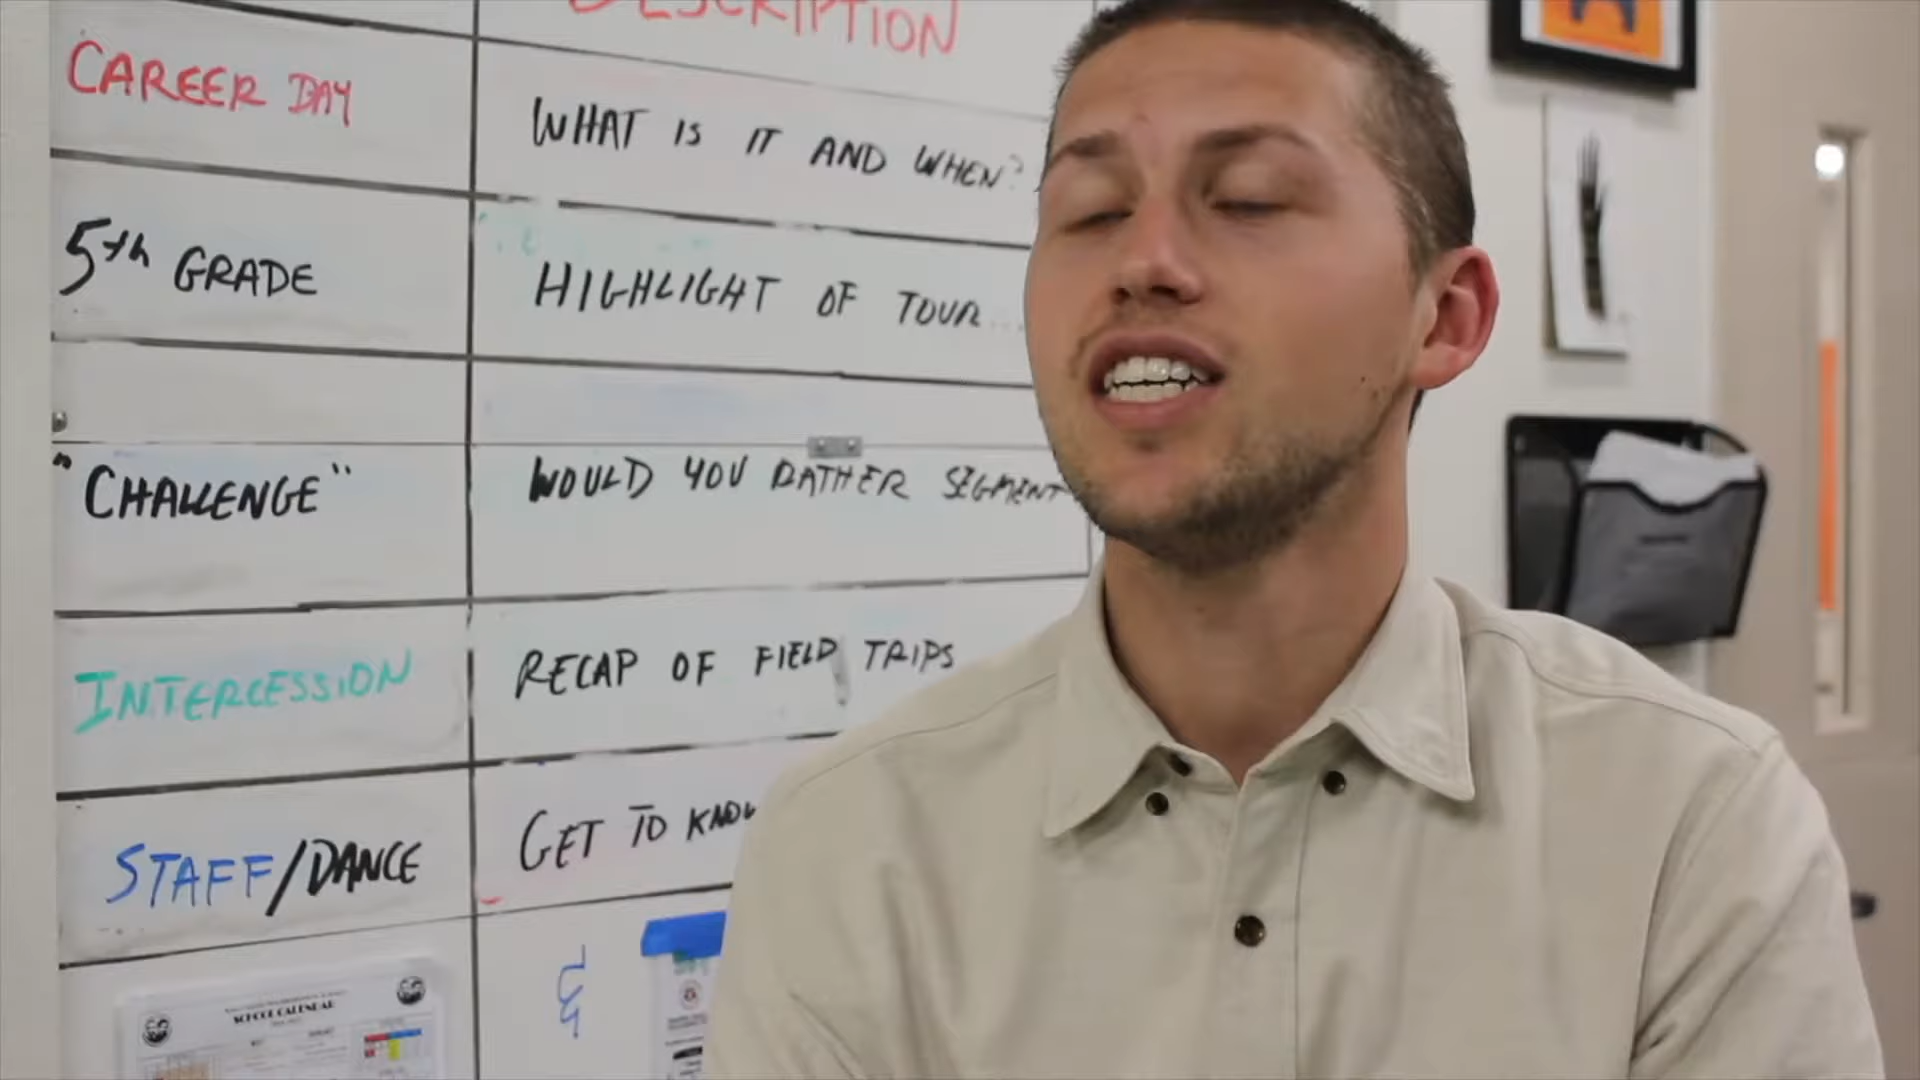 DESCRIPTION
CAREER DAY
WHAT IS IT AND WHEN?
5th GRADE
HIGHLIGHT OF TOUR...
"CHALLENGE"
WOULD YOU RATHER SEGMENT
INTERCESSION
RECAP OF FIELD TRIPS
STAFF/DANCE
GET TO KNOW
SCHOOL CALENDAR